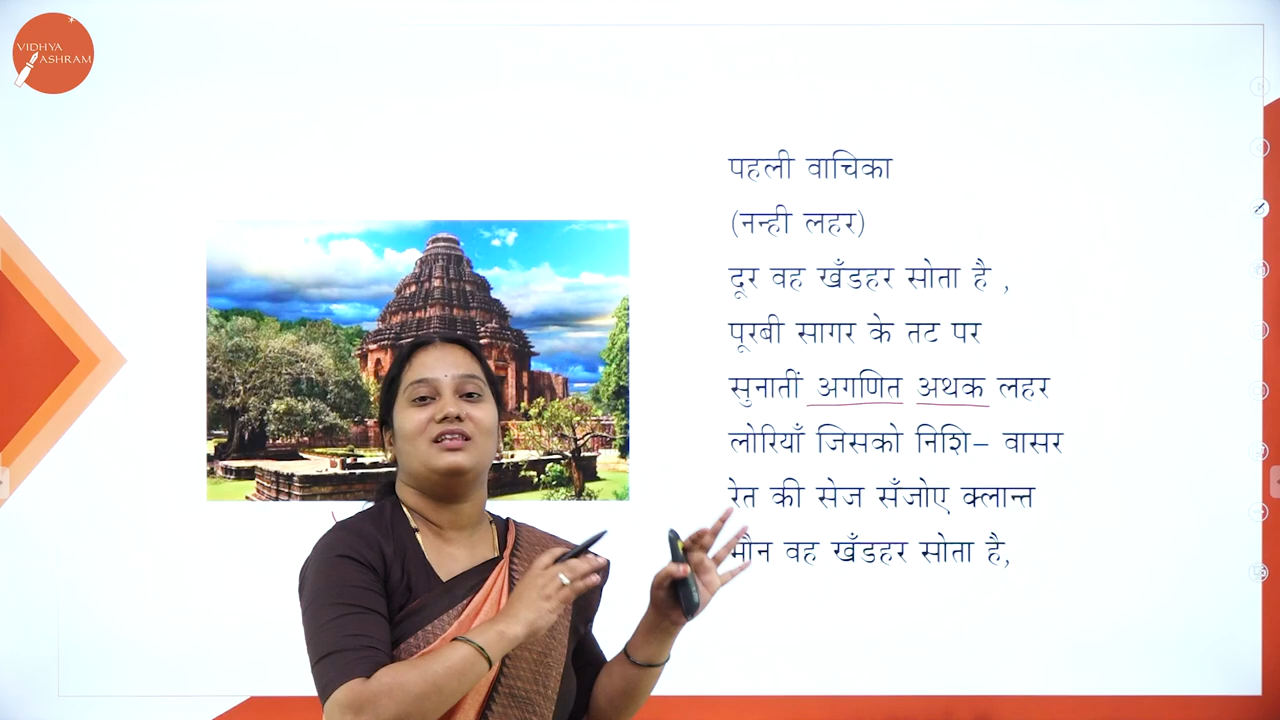 VIDHYA
ASHRAM
पहली वाचिका
(नन्ही लहर)
दूर वह खँडहर सोता है ,
पूरबी सागर के तट पर
सुनातीं अगणित अथक लहर
लोरियाँ जिसको निशि– वासर
रेत की सेज सँजोए क्लान्त
मौन वह खँडहर सोता है,